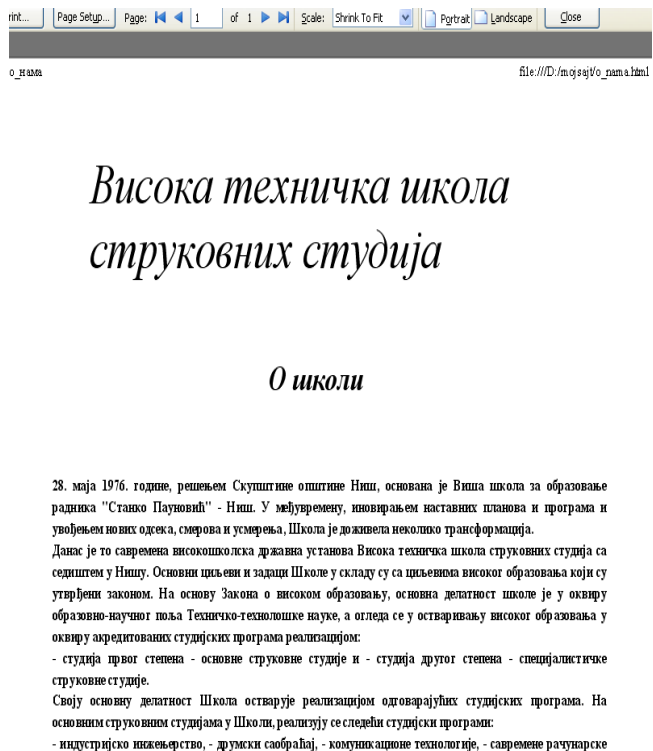 rint... Page Setup... Page: 1 of 1 Scale: Shrink To Fit Portrait Landscape Close
о_нама file:///D:/mojsajt/o_nama.html
Висока техничка школа
струковних студија
О школи
28. маја 1976. године, решењем Скупштине општине Ниш, основана је Виша школа за образовање
радника "Станко Пауновић" - Ниш. У међувремену, иновирањем наставних планова и програма и
увођењем нових одсека, смерова и усмерења, Школа је доживела неколико трансформација.
Данас је то савремена високошколска државна установа Висока техничка школа струковних студија са
седиштем у Нишу. Основни циљеви и задаци Школе у складу су са циљевима високог образовања који су
утврђени законом. На основу Закона о високом образовању, основна делатност школе је у оквиру
образовно-научног поља Техничко-технолошке науке, а огледа се у остваривању високог образовања у
оквиру акредитованих студијских програма реализацијом:
- студија првог степена - основне струковне студије и - студија другог степена - специјалистичке
струковне студије.
Своју основну делатност Школа остварује реализацијом одговарајућих студијских програма. На
основним струковним студијама у Школи, реализују се следећи студијски програми:
- индустријско инжењерство, - друмски саобраћај, - комуникационе технологије, - савремене рачунарске